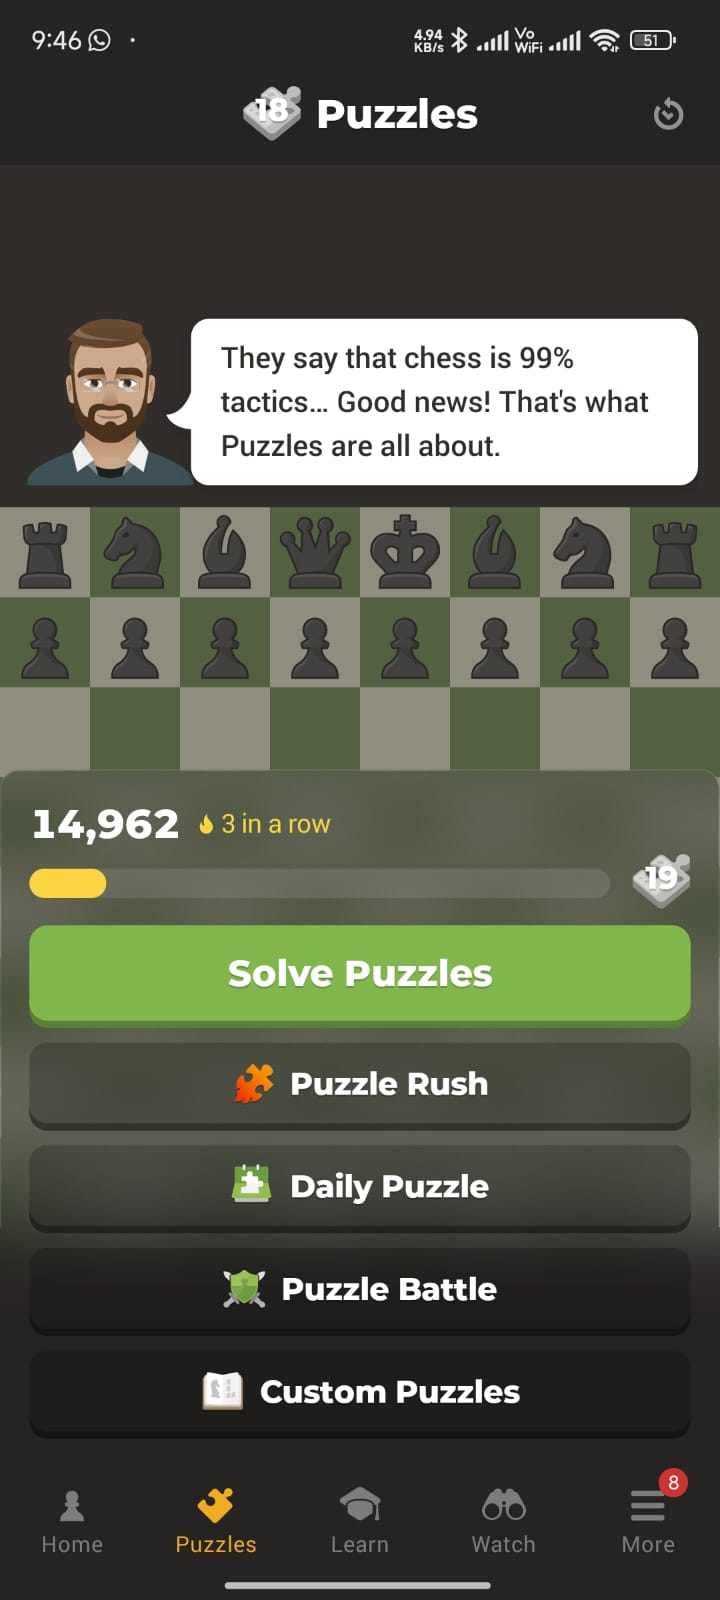 9:46
4.94 KB/s
Vo WiFi
51
18 Puzzles
They say that chess is 99%
tactics... Good news! That's what
Puzzles are all about.
14,962 3 in a row
19
Solve Puzzles
Puzzle Rush
Daily Puzzle
Puzzle Battle
Custom Puzzles
8
Home Puzzles Learn Watch More